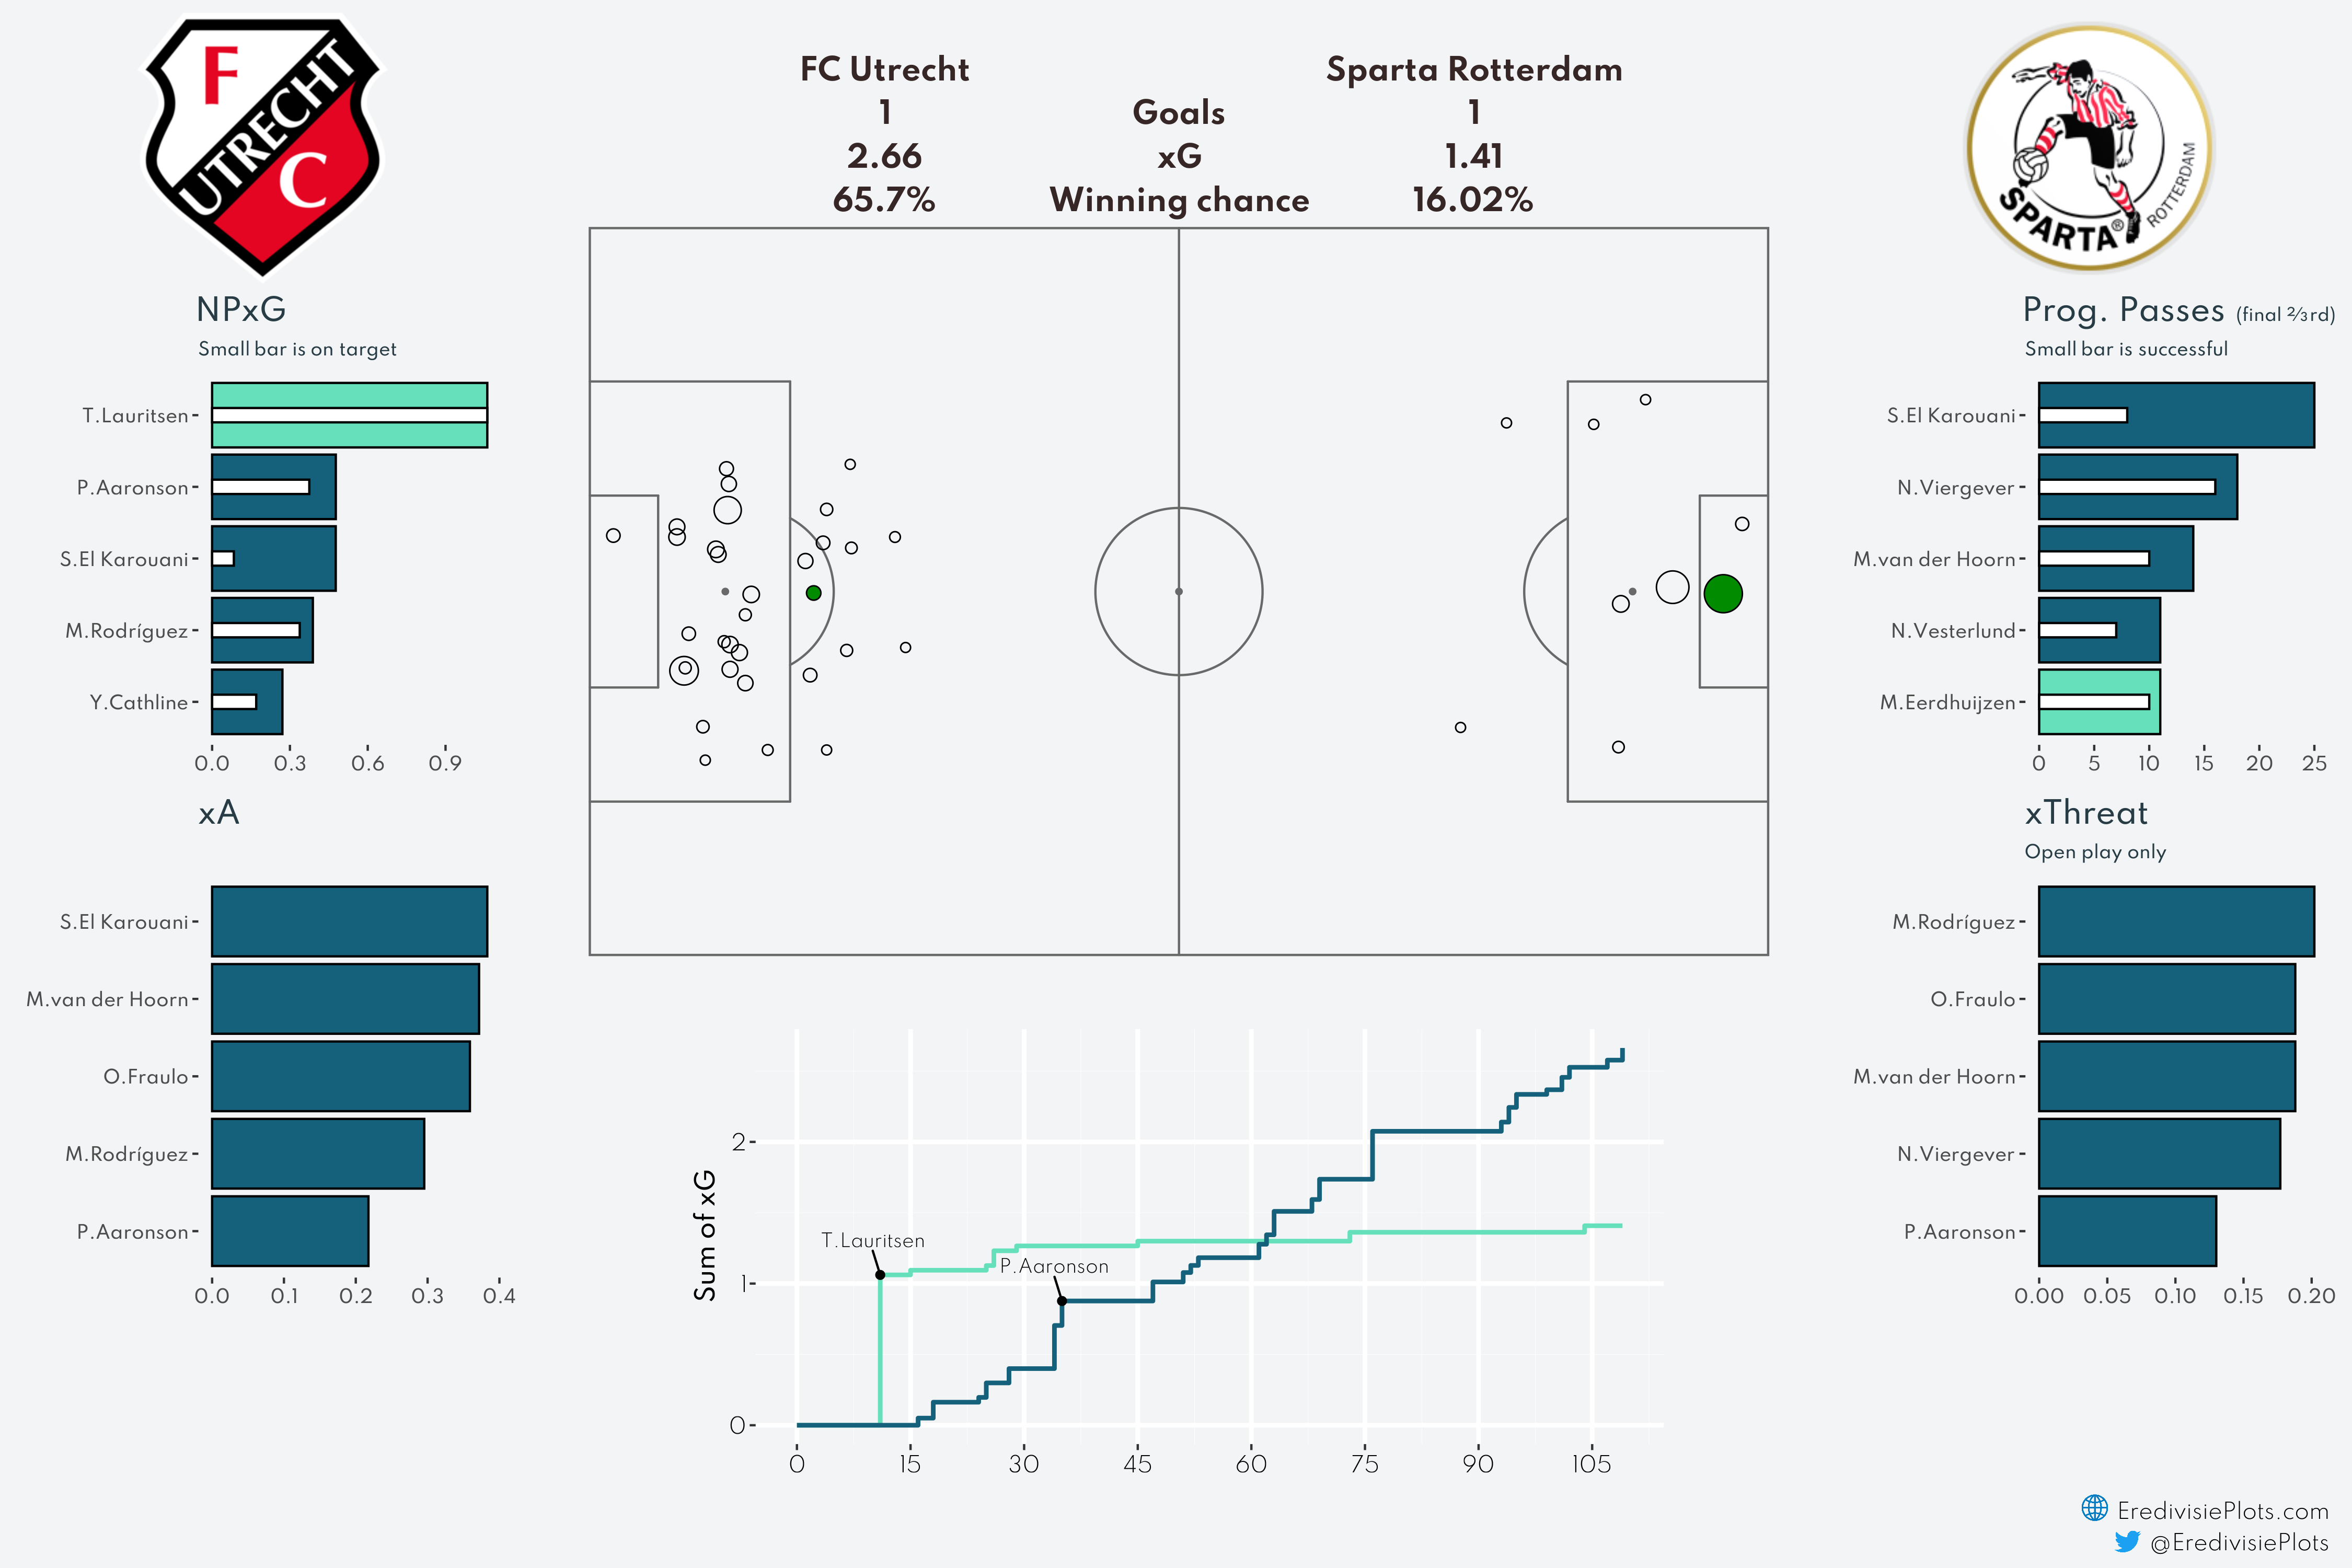 F
UTRECHT
C
FC Utrecht Sparta Rotterdam
1 Goals 1
2.66 xG 1.41
65.7% Winning chance 16.02%
SPARTA®
ROTTERDAM
NPxG
Small bar is on target
T.Lauritsen
P.Aaronson
S.El Karouani
M.Rodríguez
Y.Cathline
0.0 0.3 0.6 0.9
Prog. Passes (final ⅔rd)
Small bar is successful
S.El Karouani
N.Viergever
M.van der Hoorn
N.Vesterlund
M.Eerdhuijzen
0 5 10 15 20 25
xA
S.El Karouani
M.van der Hoorn
O.Fraulo
M.Rodríguez
P.Aaronson
0.0 0.1 0.2 0.3 0.4
xThreat
Open play only
M.Rodríguez
O.Fraulo
M.van der Hoorn
N.Viergever
P.Aaronson
0.00 0.05 0.10 0.15 0.20
Sum of xG
2
1
0
T.Lauritsen
P.Aaronson
0 15 30 45 60 75 90 105
EredivisiePlots.com
@EredivisiePlots